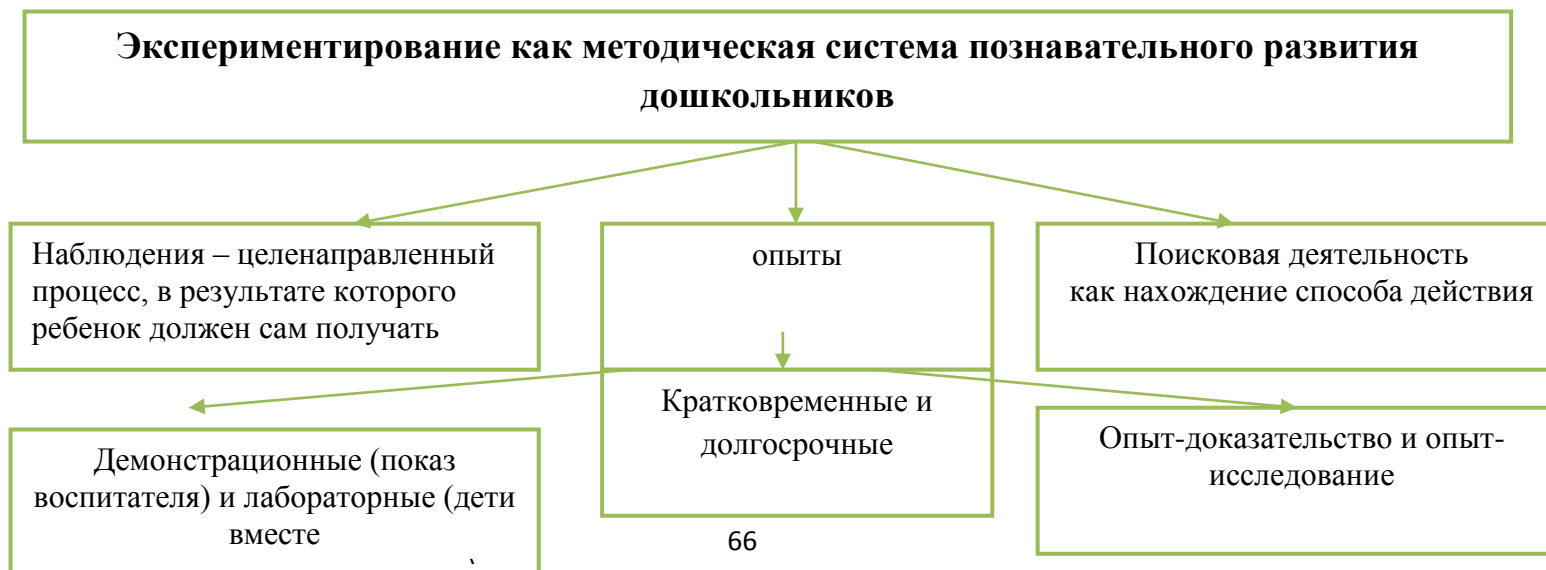 Экспериментирование как методическая система познавательного развития
дошкольников
Наблюдения – целенаправленный
процесс, в результате которого
ребенок должен сам получать
опыты
Поисковая деятельность
как нахождение способа действия
Кратковременные и
долгосрочные
Демонстрационные (показ
воспитателя) и лабораторные (дети
вместе
Опыт-доказательство и опыт-
исследование
66